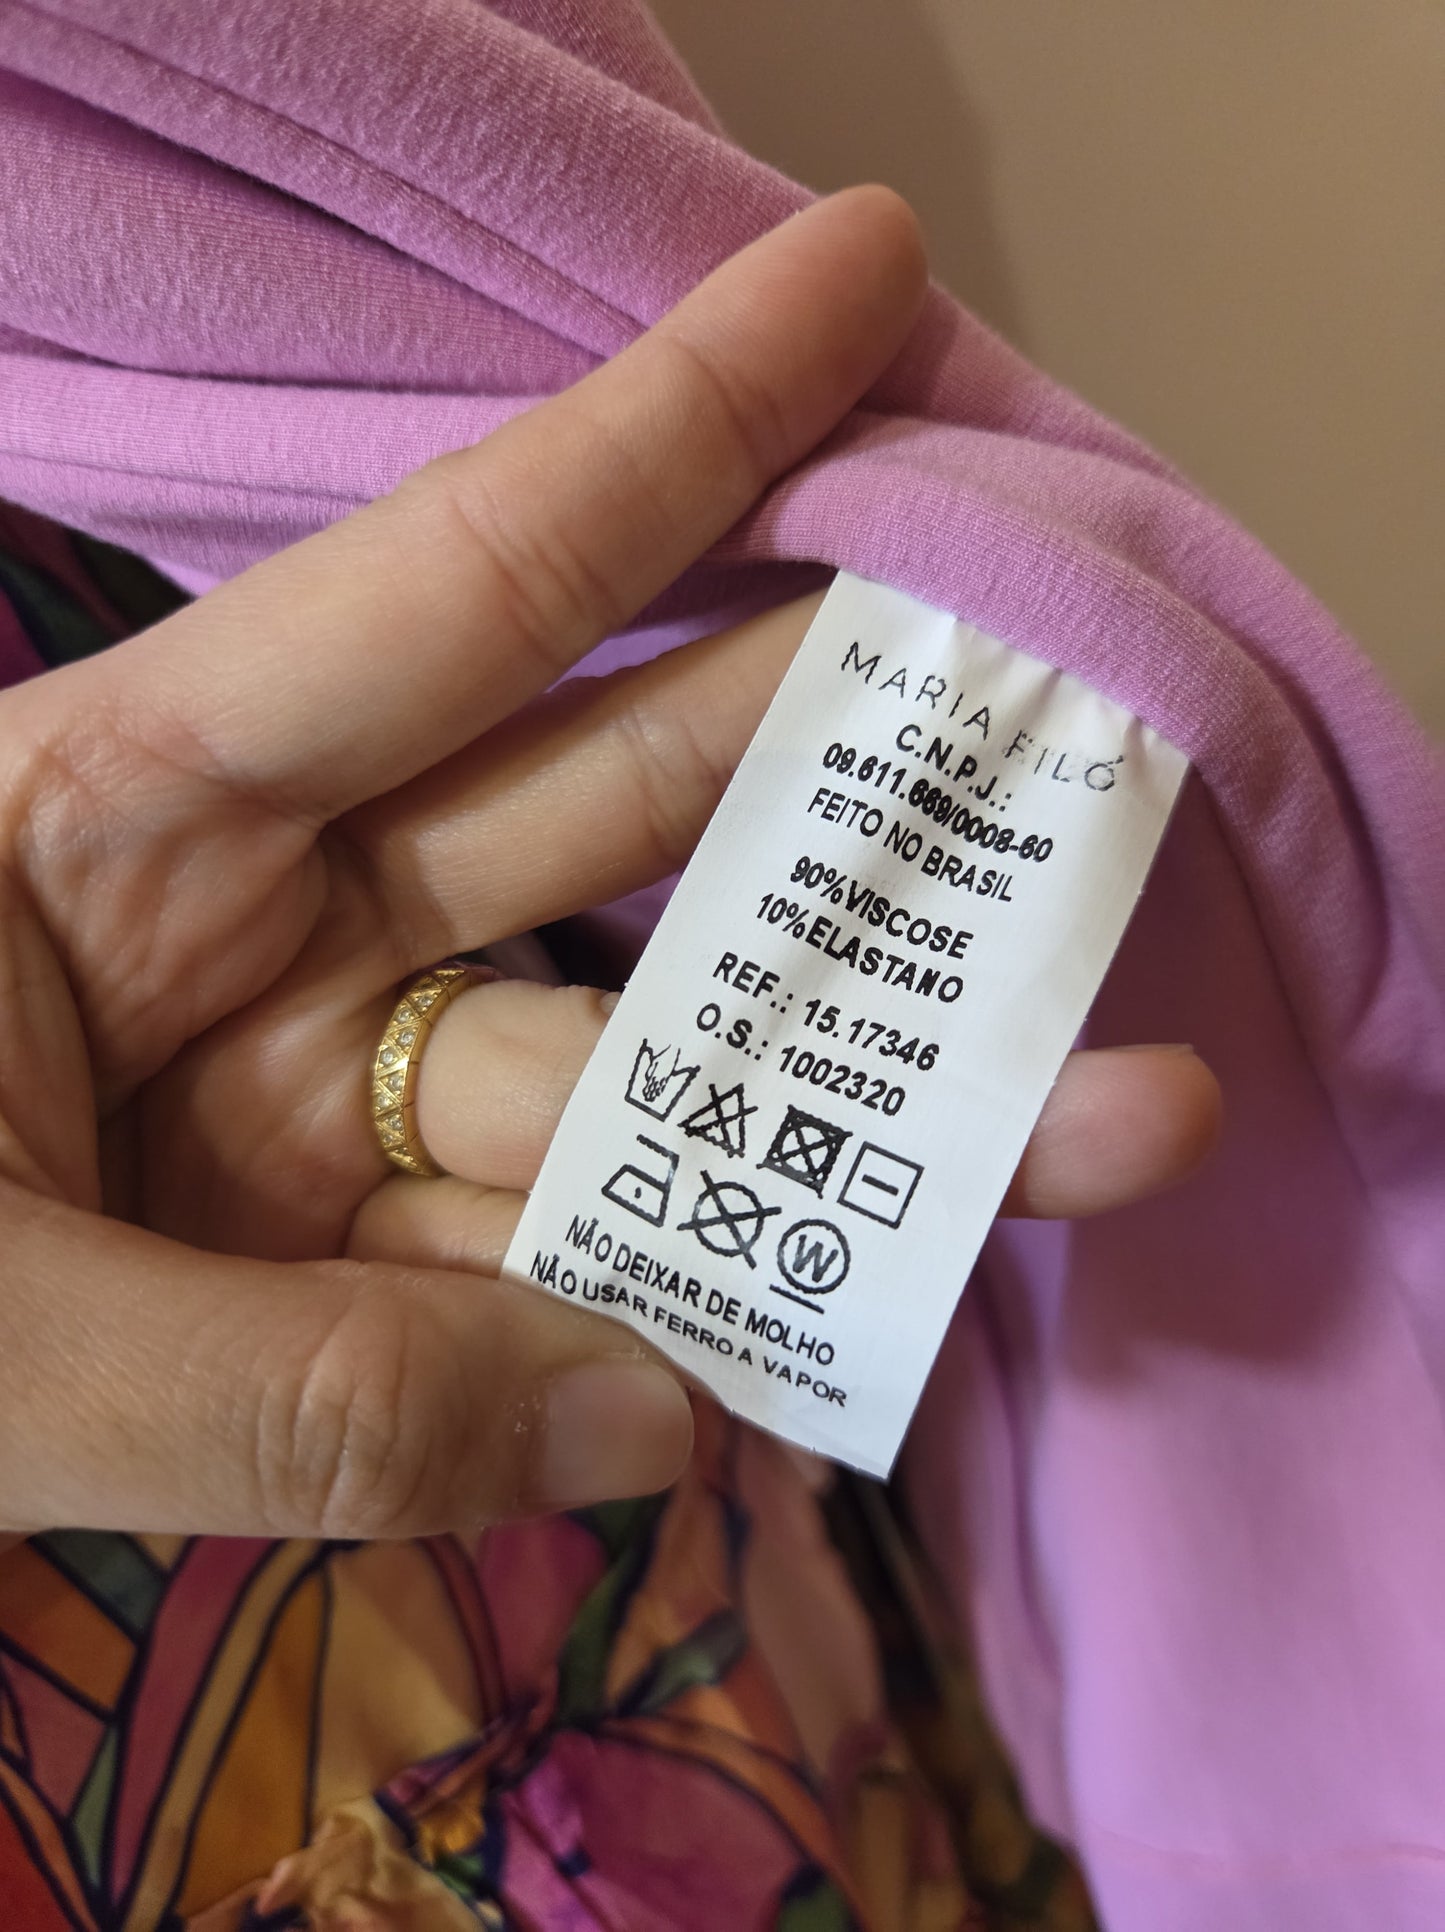 MARIA FILÓ
C.N.P.J.:
09.611.669/0008-60
FEITO NO BRASIL
90%VISCOSE
10%ELASTANO
REF.: 15.17346
O.S.: 1002320
W
NÃO DEIXAR DE MOLHO
NÃO USAR FERRO A VAPOR